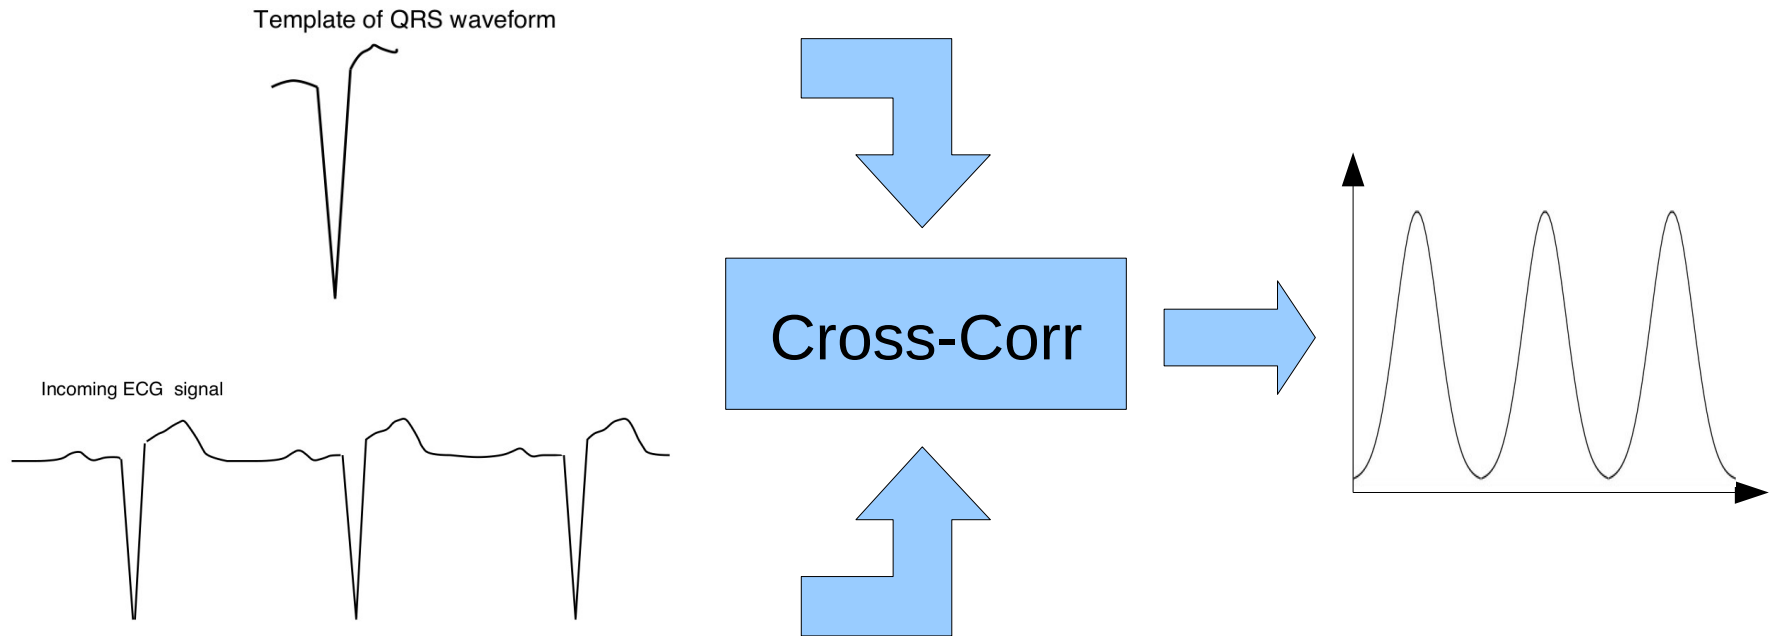 Template of QRS waveform
Incoming ECG signal
Cross-Corr